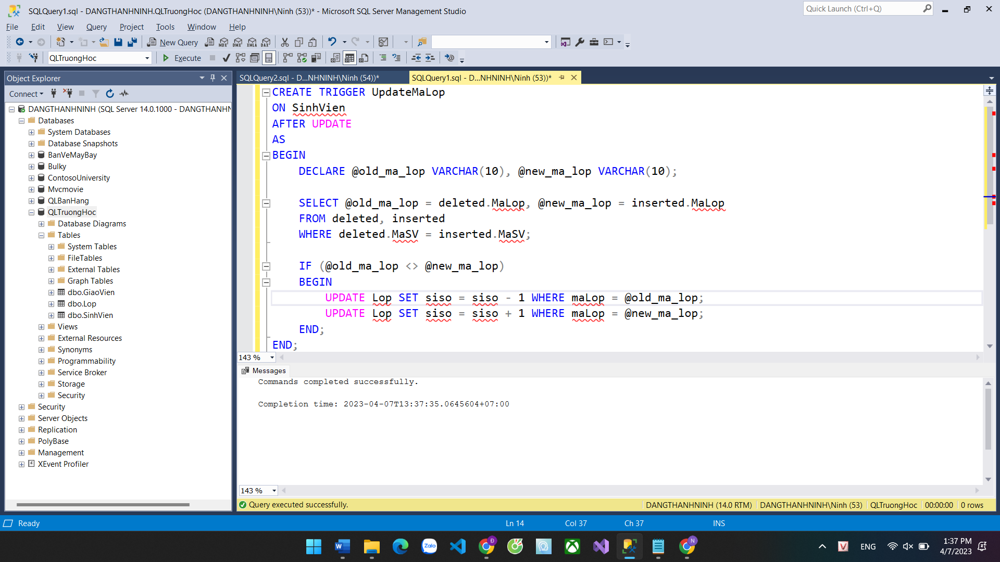 SQLQuery1.sql - DANGTHANHNINH.QLTruongHoc (DANGTHANHNINH\Ninh (53))* - Microsoft SQL Server Management Studio
Quick Launch (Ctrl+Q)
File Edit View Query Project Tools Window Help
New Query
MDX DMX XMLA DAX
QLTruongHoc
Execute
Object Explorer
SQLQuery2.sql - D...NHNINH\Ninh (54))*
SQLQuery1.sql - D...NHNINH\Ninh (53))*
Connect
DANGTHANHNINH (SQL Server 14.0.1000 - DANGTHANHN
Databases
System Databases
Database Snapshots
BanVeMayBay
Bulky
ContosoUniversity
Mvcmovie
QLBanHang
QLTruongHoc
Database Diagrams
Tables
System Tables
FileTables
External Tables
Graph Tables
dbo.GiaoVien
dbo.Lop
dbo.SinhVien
Views
External Resources
Synonyms
Programmability
Service Broker
Storage
Security
Security
Server Objects
Replication
PolyBase
Management
XEvent Profiler
CREATE TRIGGER UpdateMaLop
ON SinhVien
AFTER UPDATE
AS
BEGIN
DECLARE @old_ma_lop VARCHAR(10), @new_ma_lop VARCHAR(10);
SELECT @old_ma_lop = deleted.MaLop, @new_ma_lop = inserted.MaLop
FROM deleted, inserted
WHERE deleted.MaSV = inserted.MaSV;
IF (@old_ma_lop <> @new_ma_lop)
BEGIN
UPDATE Lop SET siso = siso - 1 WHERE maLop = @old_ma_lop;
UPDATE Lop SET siso = siso + 1 WHERE maLop = @new_ma_lop;
END;
END;
143 %
Messages
Commands completed successfully.
Completion time: 2023-04-07T13:37:35.0645604+07:00
143 %
Query executed successfully.
DANGTHANHNINH (14.0 RTM)
DANGTHANHNINH\Ninh (53)
QLTruongHoc
00:00:00
0 rows
Ready
Ln 14
Col 37
Ch 37
INS
Zalo
Đ
N
V
ENG
1:37 PM
4/7/2023